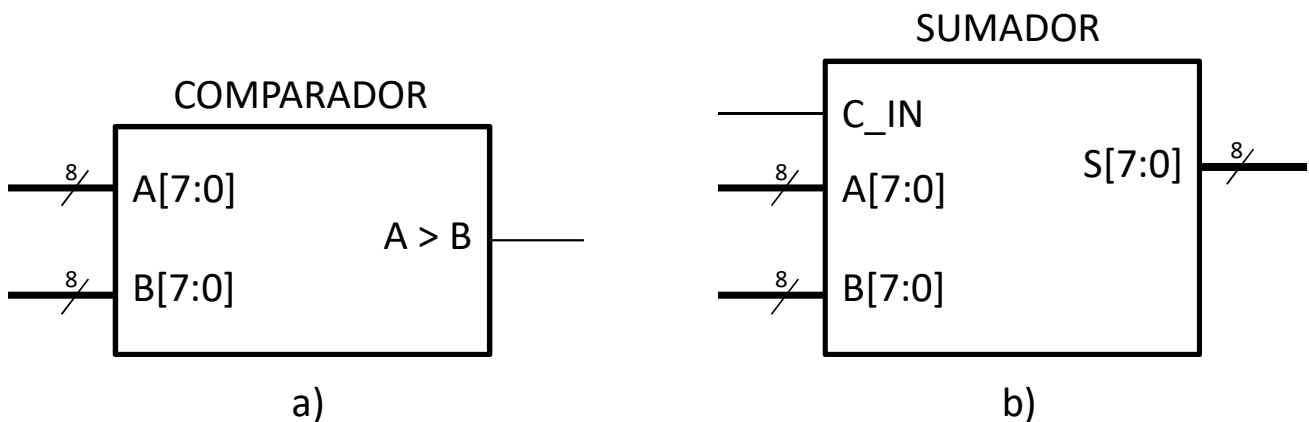 COMPARADOR
8
A[7:0]
A > B
8
B[7:0]
a)
SUMADOR
C_IN
8
A[7:0]
S[7:0]
8
8
B[7:0]
b)